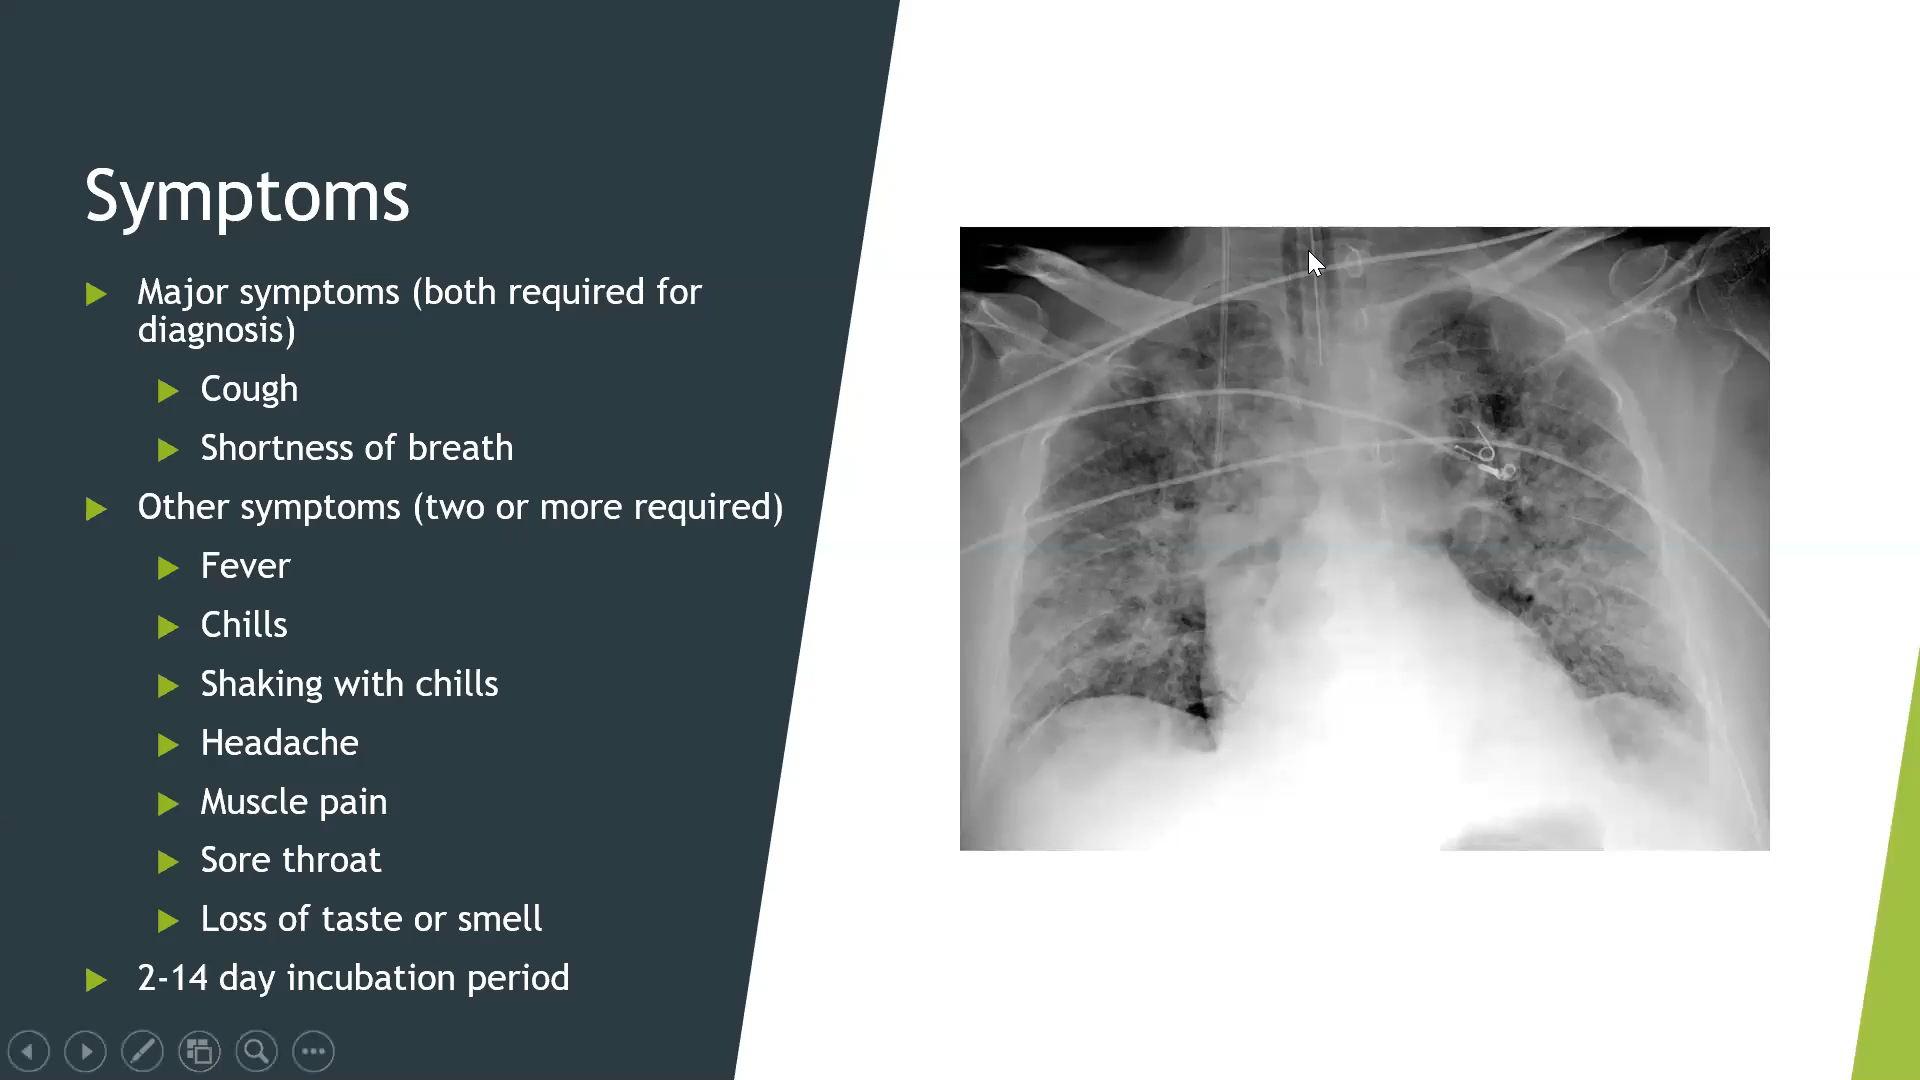 Symptoms
Major symptoms (both required for
diagnosis)
Cough
Shortness of breath
Other symptoms (two or more required)
Fever
Chills
Shaking with chills
Headache
Muscle pain
Sore throat
Loss of taste or smell
2-14 day incubation period